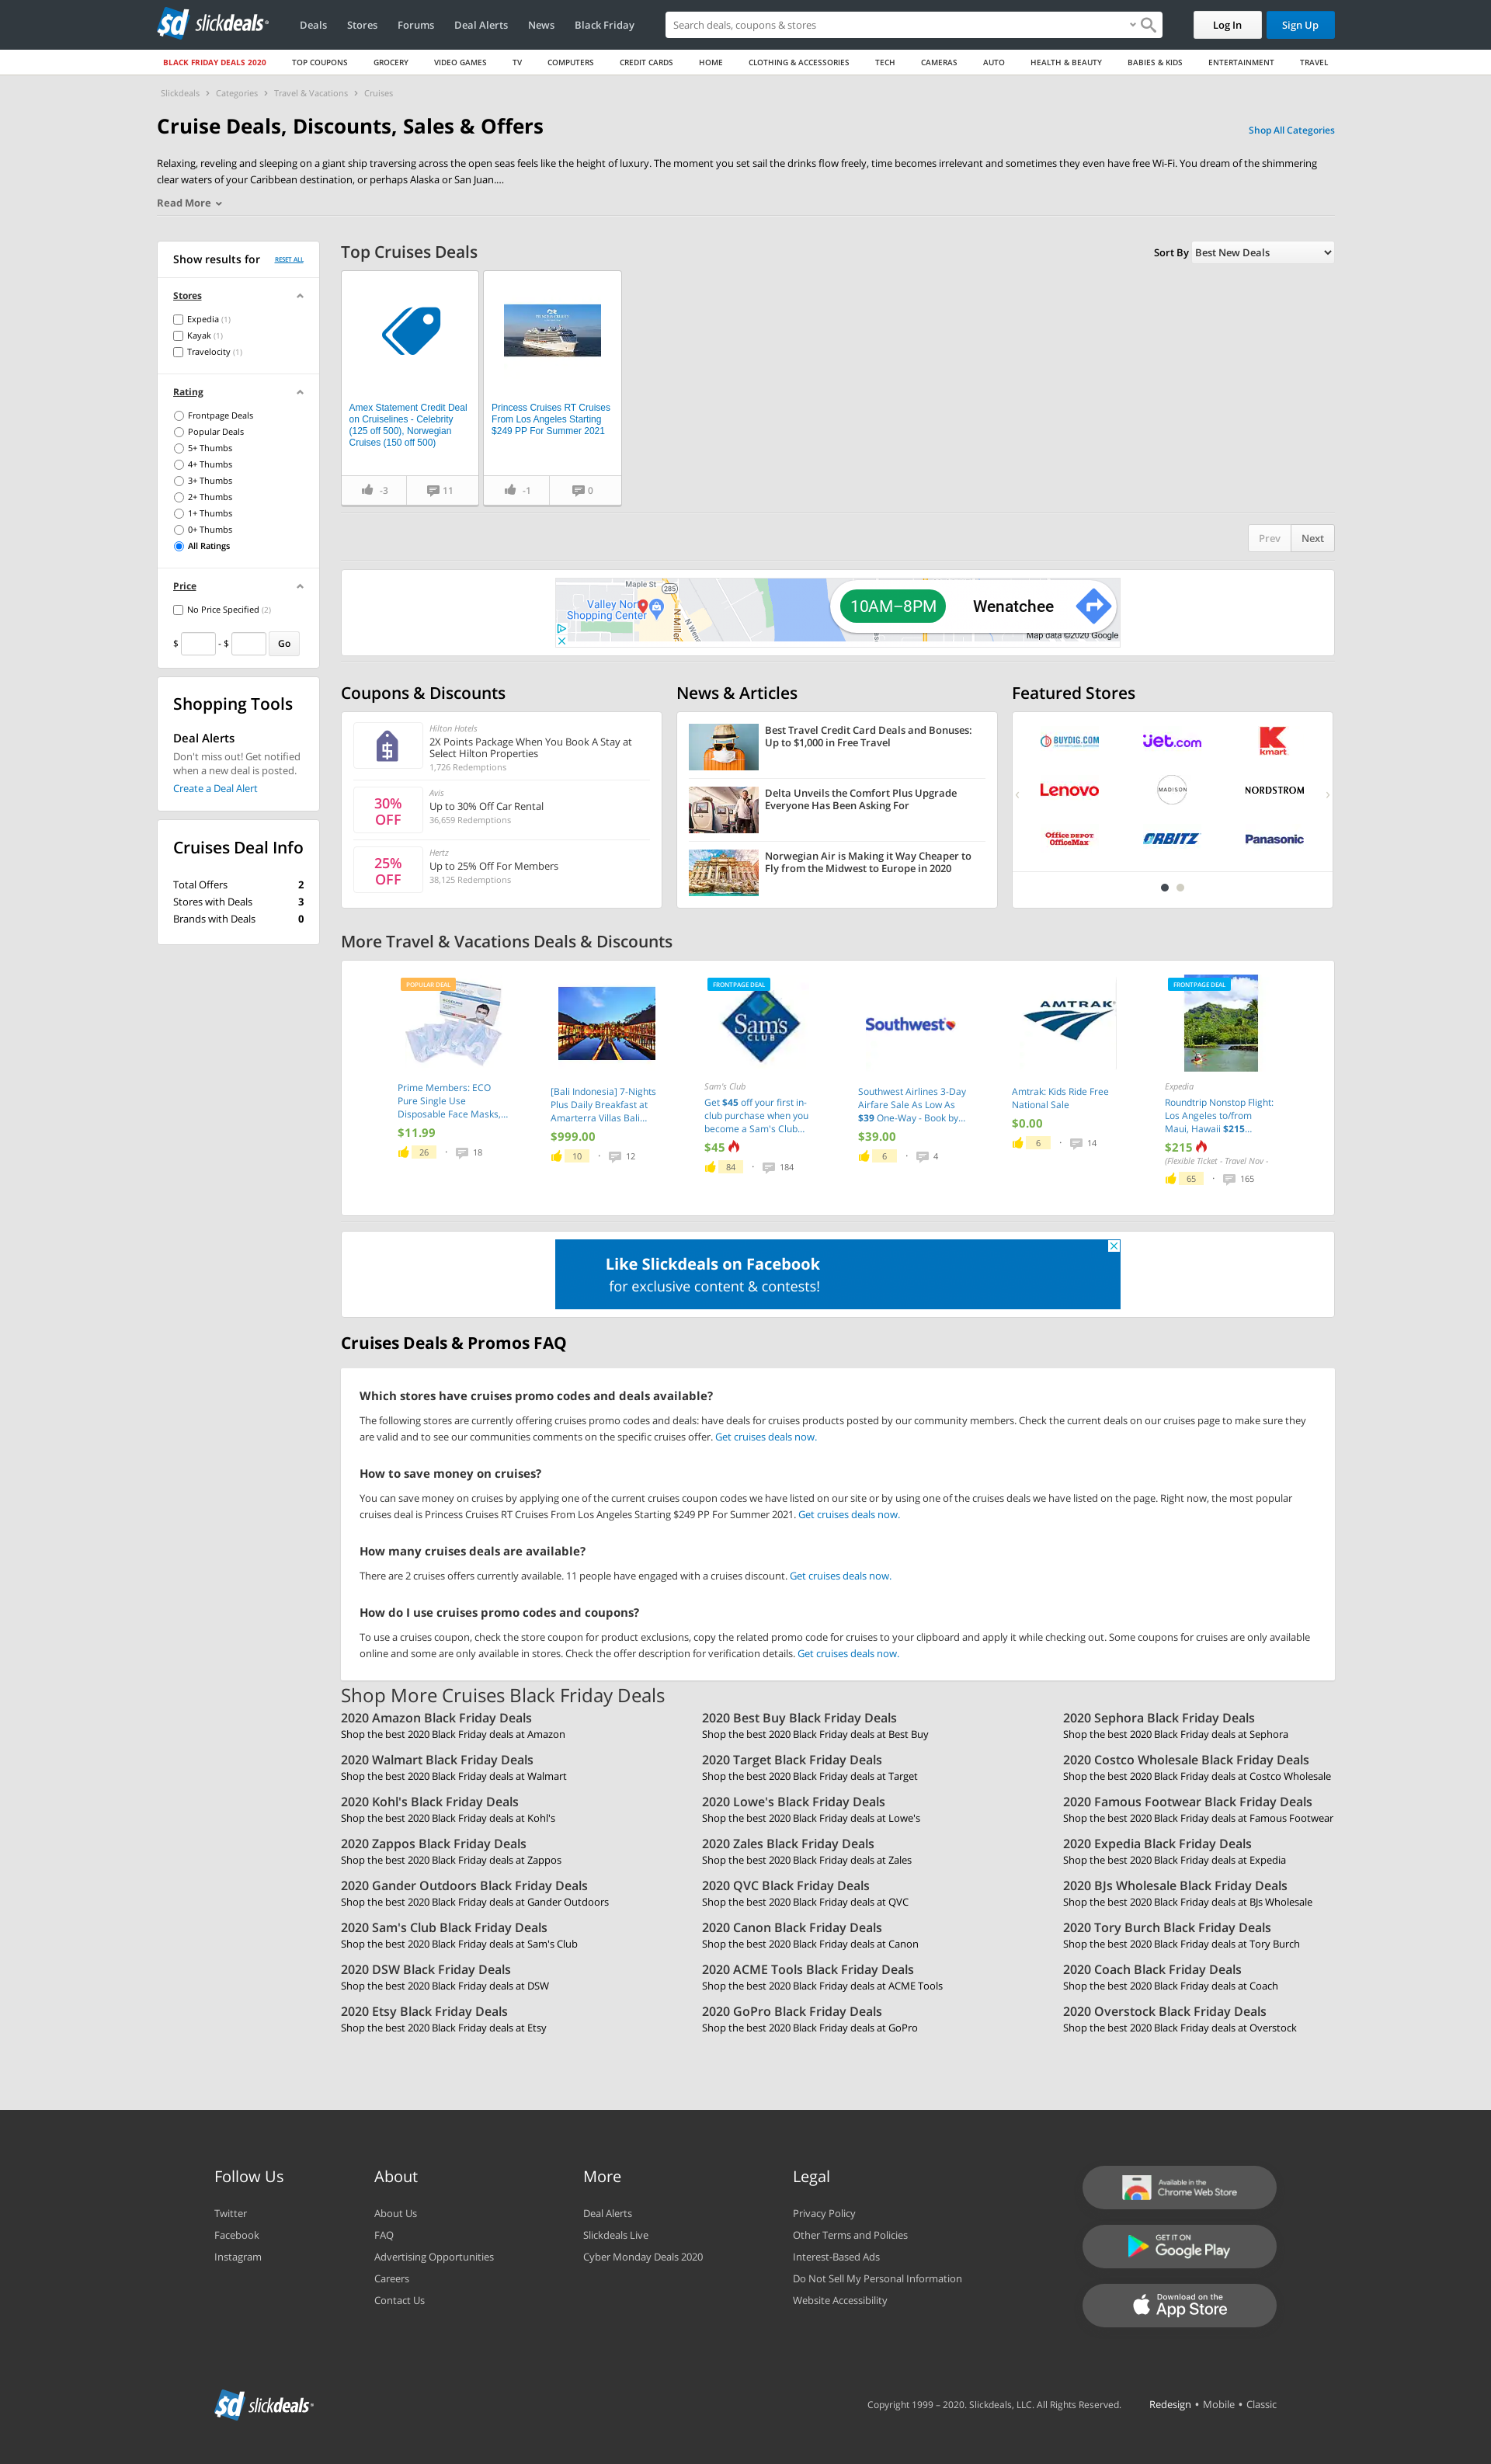 sd slickdeals
Deals
Stores
Forums
Deal Alerts
News
Black Friday
Search deals, coupons & stores
Log In
Sign Up
BLACK FRIDAY DEALS 2020
TOP COUPONS
GROCERY
VIDEO GAMES
TV
COMPUTERS
CREDIT CARDS
HOME
CLOTHING & ACCESSORIES
TECH
CAMERAS
AUTO
HEALTH & BEAUTY
BABIES & KIDS
ENTERTAINMENT
TRAVEL
Slickdeals > Categories > Travel & Vacations > Cruises
Cruise Deals, Discounts, Sales & Offers
Shop All Categories
Relaxing, reveling and sleeping on a giant ship traversing across the open seas feels like the height of luxury. The moment you set sail the drinks flow freely, time becomes irrelevant and sometimes they even have free Wi-Fi. You dream of the shimmering
clear waters of your Caribbean destination, or perhaps Alaska or San Juan....
Read More
Show results for
RESET ALL
Stores
Expedia (1)
Kayak (1)
Travelocity (1)
Rating
Frontpage Deals
Popular Deals
5+ Thumbs
4+ Thumbs
3+ Thumbs
2+ Thumbs
1+ Thumbs
0+ Thumbs
All Ratings
Price
No Price Specified (2)
$ - $ Go
Shopping Tools
Deal Alerts
Don't miss out! Get notified
when a new deal is posted.
Create a Deal Alert
Cruises Deal Info
Total Offers 2
Stores with Deals 3
Brands with Deals 0
Top Cruises Deals
Sort By Best New Deals
Amex Statement Credit Deal
on Cruiselines - Celebrity
(125 off 500), Norwegian
Cruises (150 off 500)
-3
11
Princess Cruises RT Cruises
From Los Angeles Starting
$249 PP For Summer 2021
-1
0
Prev
Next
Maple St
285
Valley Nor
Shopping Center
N Wen
N Miller
10AM–8PM
Wenatchee
Map data ©2020 Google
Coupons & Discounts
Hilton Hotels
2X Points Package When You Book A Stay at
Select Hilton Properties
1,726 Redemptions
30%
OFF
Avis
Up to 30% Off Car Rental
36,659 Redemptions
25%
OFF
Hertz
Up to 25% Off For Members
38,125 Redemptions
News & Articles
Best Travel Credit Card Deals and Bonuses:
Up to $1,000 in Free Travel
Delta Unveils the Comfort Plus Upgrade
Everyone Has Been Asking For
Norwegian Air is Making it Way Cheaper to
Fly from the Midwest to Europe in 2020
Featured Stores
BUYDIG.COM
jet.com
kmart
Lenovo
MADISON
NORDSTROM
Office DEPOT
OfficeMax
ORBITZ
Panasonic
More Travel & Vacations Deals & Discounts
POPULAR DEAL
Prime Members: ECO
Pure Single Use
Disposable Face Masks,...
$11.99
26 · 18
[Bali Indonesia] 7-Nights
Plus Daily Breakfast at
Amarterra Villas Bali...
$999.00
10 · 12
FRONTPAGE DEAL
Sam's
CLUB
Sam's Club
Get $45 off your first in-
club purchase when you
become a Sam's Club...
$45
84 · 184
Southwest
Southwest Airlines 3-Day
Airfare Sale As Low As
$39 One-Way - Book by...
$39.00
6 · 4
AMTRAK
Amtrak: Kids Ride Free
National Sale
$0.00
6 · 14
FRONTPAGE DEAL
Expedia
Roundtrip Nonstop Flight:
Los Angeles to/from
Maui, Hawaii $215...
$215
(Flexible Ticket - Travel Nov -
65 · 165
Like Slickdeals on Facebook
for exclusive content & contests!
Cruises Deals & Promos FAQ
Which stores have cruises promo codes and deals available?
The following stores are currently offering cruises promo codes and deals: have deals for cruises products posted by our community members. Check the current deals on our cruises page to make sure they
are valid and to see our communities comments on the specific cruises offer. Get cruises deals now.
How to save money on cruises?
You can save money on cruises by applying one of the current cruises coupon codes we have listed on our site or by using one of the cruises deals we have listed on the page. Right now, the most popular
cruises deal is Princess Cruises RT Cruises From Los Angeles Starting $249 PP For Summer 2021. Get cruises deals now.
How many cruises deals are available?
There are 2 cruises offers currently available. 11 people have engaged with a cruises discount. Get cruises deals now.
How do I use cruises promo codes and coupons?
To use a cruises coupon, check the store coupon for product exclusions, copy the related promo code for cruises to your clipboard and apply it while checking out. Some coupons for cruises are only available
online and some are only available in stores. Check the offer description for verification details. Get cruises deals now.
Shop More Cruises Black Friday Deals
2020 Amazon Black Friday Deals
Shop the best 2020 Black Friday deals at Amazon
2020 Best Buy Black Friday Deals
Shop the best 2020 Black Friday deals at Best Buy
2020 Sephora Black Friday Deals
Shop the best 2020 Black Friday deals at Sephora
2020 Walmart Black Friday Deals
Shop the best 2020 Black Friday deals at Walmart
2020 Target Black Friday Deals
Shop the best 2020 Black Friday deals at Target
2020 Costco Wholesale Black Friday Deals
Shop the best 2020 Black Friday deals at Costco Wholesale
2020 Kohl's Black Friday Deals
Shop the best 2020 Black Friday deals at Kohl's
2020 Lowe's Black Friday Deals
Shop the best 2020 Black Friday deals at Lowe's
2020 Famous Footwear Black Friday Deals
Shop the best 2020 Black Friday deals at Famous Footwear
2020 Zappos Black Friday Deals
Shop the best 2020 Black Friday deals at Zappos
2020 Zales Black Friday Deals
Shop the best 2020 Black Friday deals at Zales
2020 Expedia Black Friday Deals
Shop the best 2020 Black Friday deals at Expedia
2020 Gander Outdoors Black Friday Deals
Shop the best 2020 Black Friday deals at Gander Outdoors
2020 QVC Black Friday Deals
Shop the best 2020 Black Friday deals at QVC
2020 BJs Wholesale Black Friday Deals
Shop the best 2020 Black Friday deals at BJs Wholesale
2020 Sam's Club Black Friday Deals
Shop the best 2020 Black Friday deals at Sam's Club
2020 Canon Black Friday Deals
Shop the best 2020 Black Friday deals at Canon
2020 Tory Burch Black Friday Deals
Shop the best 2020 Black Friday deals at Tory Burch
2020 DSW Black Friday Deals
Shop the best 2020 Black Friday deals at DSW
2020 ACME Tools Black Friday Deals
Shop the best 2020 Black Friday deals at ACME Tools
2020 Coach Black Friday Deals
Shop the best 2020 Black Friday deals at Coach
2020 Etsy Black Friday Deals
Shop the best 2020 Black Friday deals at Etsy
2020 GoPro Black Friday Deals
Shop the best 2020 Black Friday deals at GoPro
2020 Overstock Black Friday Deals
Shop the best 2020 Black Friday deals at Overstock
Follow Us
Twitter
Facebook
Instagram
About
About Us
FAQ
Advertising Opportunities
Careers
Contact Us
More
Deal Alerts
Slickdeals Live
Cyber Monday Deals 2020
Legal
Privacy Policy
Other Terms and Policies
Interest-Based Ads
Do Not Sell My Personal Information
Website Accessibility
Available in the
Chrome Web Store
GET IT ON
Google Play
Download on the
App Store
sd slickdeals
Copyright 1999 – 2020. Slickdeals, LLC. All Rights Reserved.
Redesign • Mobile • Classic